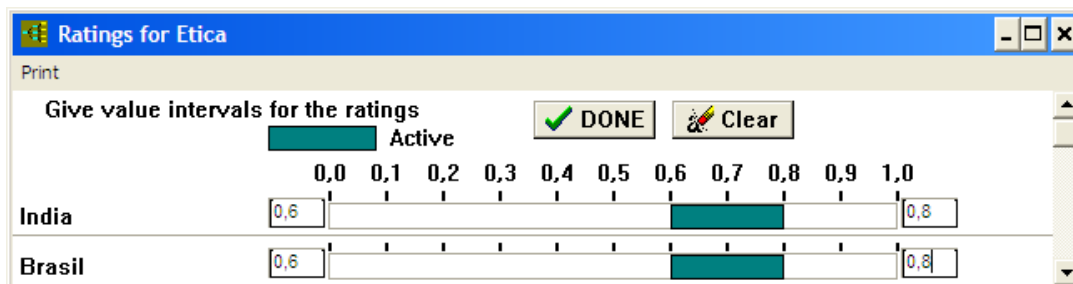 Ratings for Etica
Print
Give value intervals for the ratings
DONE
Clear
Active
0,0 0,1 0,2 0,3 0,4 0,5 0,6 0,7 0,8 0,9 1,0
India 0,6 0,8
Brasil 0,6 0,8